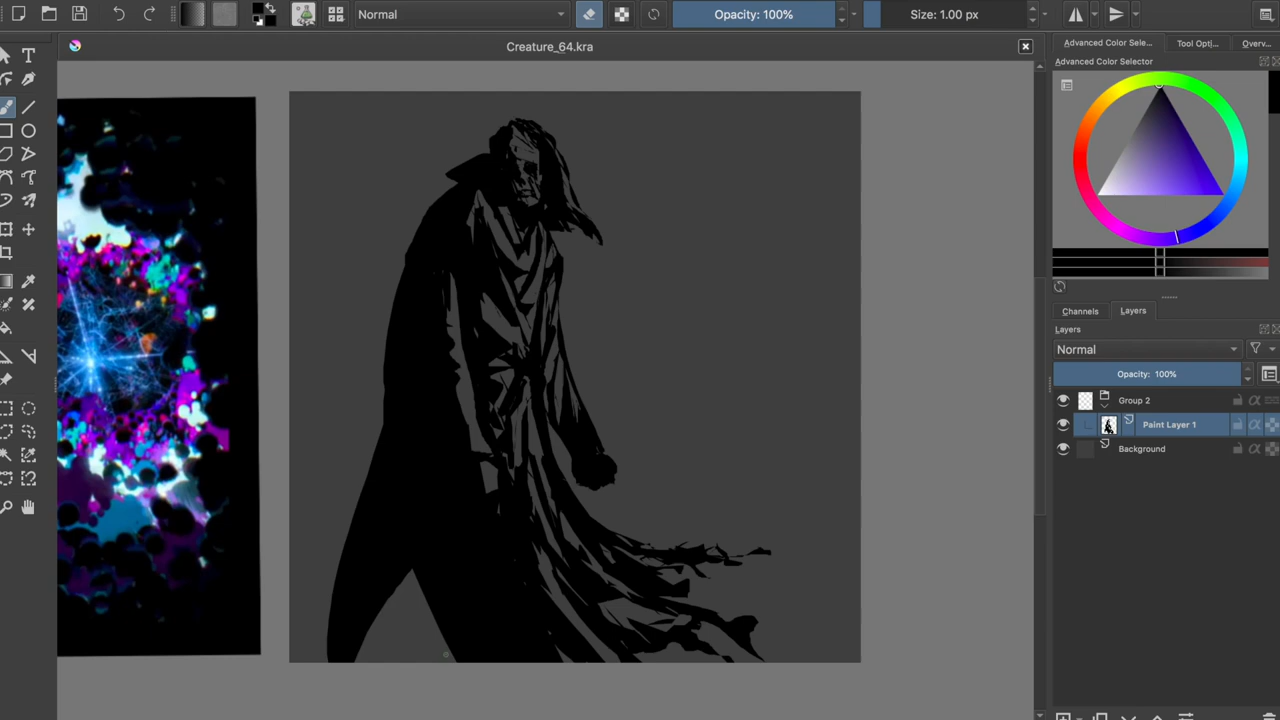 Normal
Opacity: 100%
Size: 1.00 px
Creature_64.kra
Advanced Color Sele...
Tool Opti...
Overv...
Advanced Color Selector
Channels
Layers
Layers
Normal
Opacity: 100%
Group 2
Paint Layer 1
Background